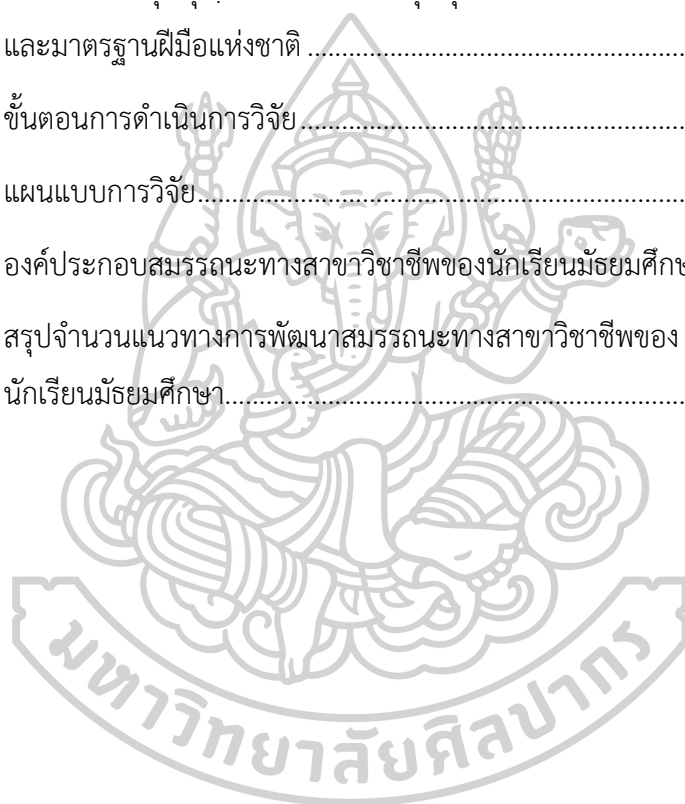 และมาตรฐานฝีมือแห่งชาติ ..................................................
ขั้นตอนการดำเนินการวิจัย..................................................
แผนแบบการวิจัย..................................................
องค์ประกอบสมรรถนะทางสาขาวิชาชีพของนักเรียนมัธยมศึกษ
สรุปจำนวนแนวทางการพัฒนาสมรรถนะทางสาขาวิชาชีพของ
นักเรียนมัธยมศึกษา..................................................
มหาวิทยาลัยศิลปากร